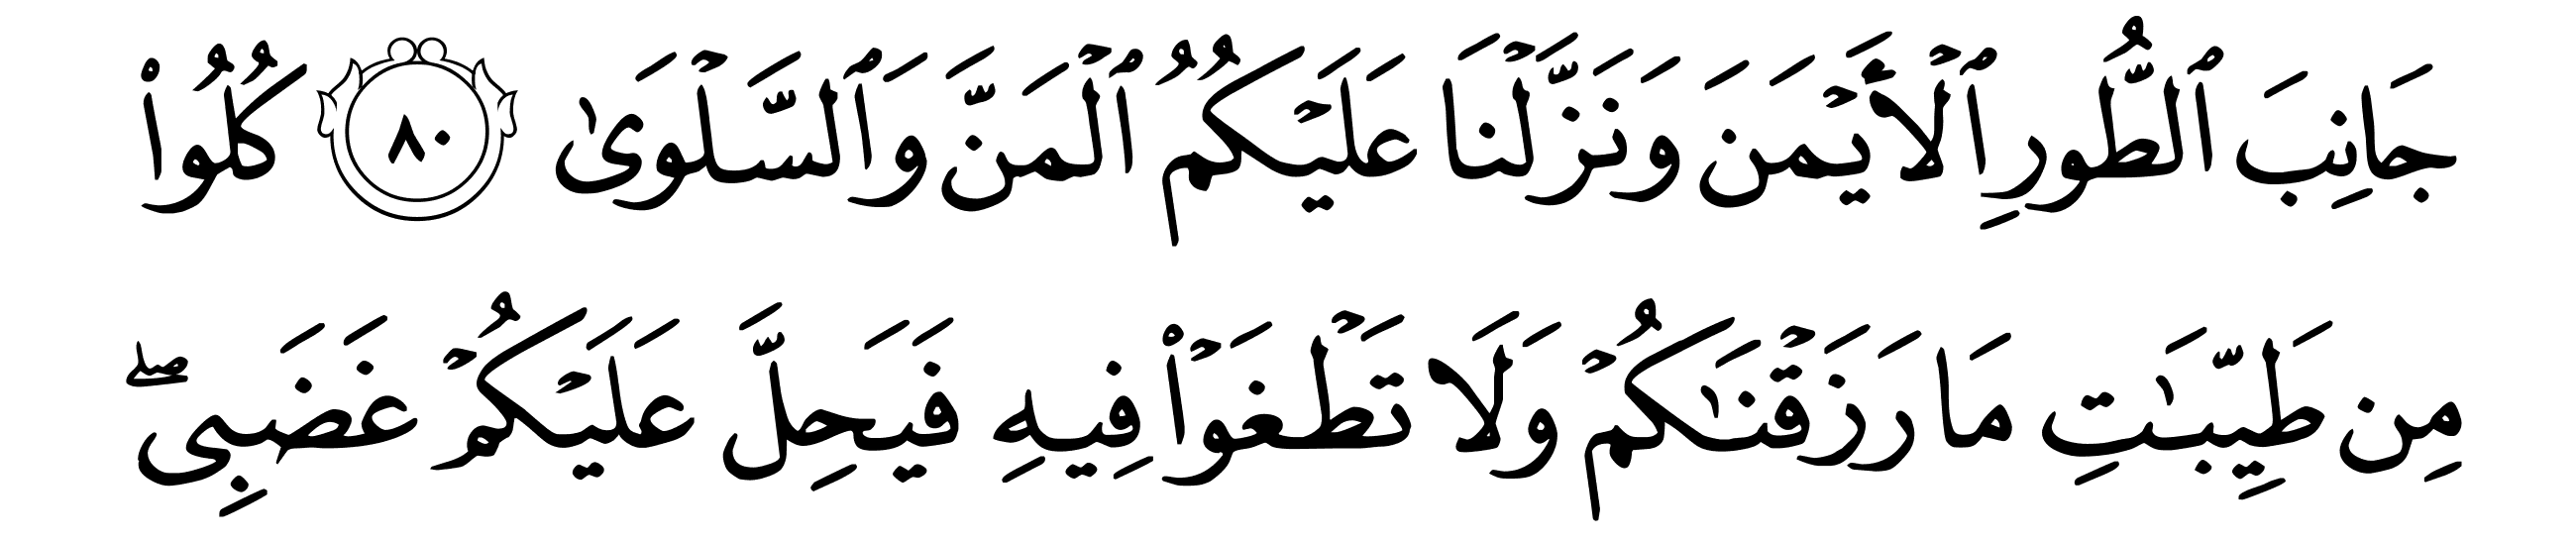 جَانِبَ ٱلطُّورِ ٱلۡأَيۡمَنَ وَنَزَّلۡنَا عَلَيۡكُمُ ٱلۡمَنَّ وَٱلسَّلۡوَىٰ ٨٠ كُلُواْ
مِن طَيِّبَٰتِ مَا رَزَقۡنَٰكُمۡ وَلَا تَطۡغَوۡاْ فِيهِ فَيَحِلَّ عَلَيۡكُمۡ غَضَبِيۖ